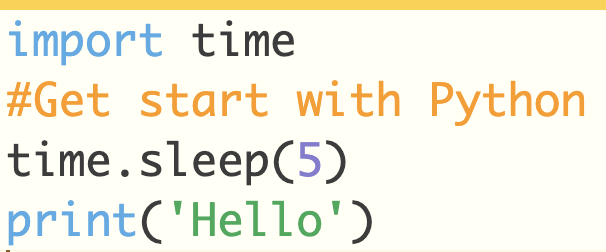 import time
#Get start with Python
time.sleep(5)
print('Hello')